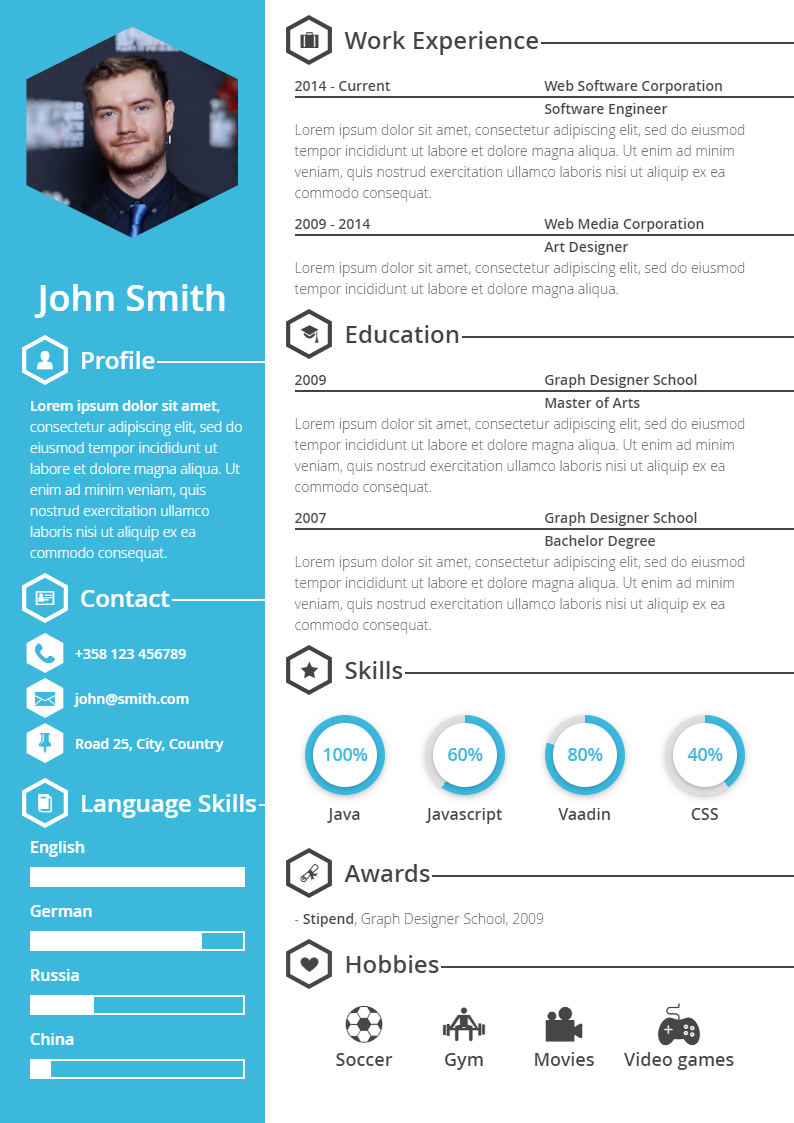 John Smith
Profile
Lorem ipsum dolor sit amet,
consectetur adipiscing elit, sed do
eiusmod tempor incididunt ut
labore et dolore magna aliqua. Ut
enim ad minim veniam, quis
nostrud exercitation ullamco
laboris nisi ut aliquip ex ea
commodo consequat.
Contact
+358 123 456789
john@smith.com
Road 25, City, Country
Language Skills
English
German
Russia
China
Work Experience
2014 - Current Web Software Corporation
Software Engineer
Lorem ipsum dolor sit amet, consectetur adipiscing elit, sed do eiusmod
tempor incididunt ut labore et dolore magna aliqua. Ut enim ad minim
veniam, quis nostrud exercitation ullamco laboris nisi ut aliquip ex ea
commodo consequat.
2009 - 2014 Web Media Corporation
Art Designer
Lorem ipsum dolor sit amet, consectetur adipiscing elit, sed do eiusmod
tempor incididunt ut labore et dolore magna aliqua.
Education
2009 Graph Designer School
Master of Arts
Lorem ipsum dolor sit amet, consectetur adipiscing elit, sed do eiusmod
tempor incididunt ut labore et dolore magna aliqua. Ut enim ad minim
veniam, quis nostrud exercitation ullamco laboris nisi ut aliquip ex ea
commodo consequat.
2007 Graph Designer School
Bachelor Degree
Lorem ipsum dolor sit amet, consectetur adipiscing elit, sed do eiusmod
tempor incididunt ut labore et dolore magna aliqua. Ut enim ad minim
veniam, quis nostrud exercitation ullamco laboris nisi ut aliquip ex ea
commodo consequat.
Skills
100% 60% 80% 40%
Java Javascript Vaadin CSS
Awards
- Stipend, Graph Designer School, 2009
Hobbies
Soccer Gym Movies Video games